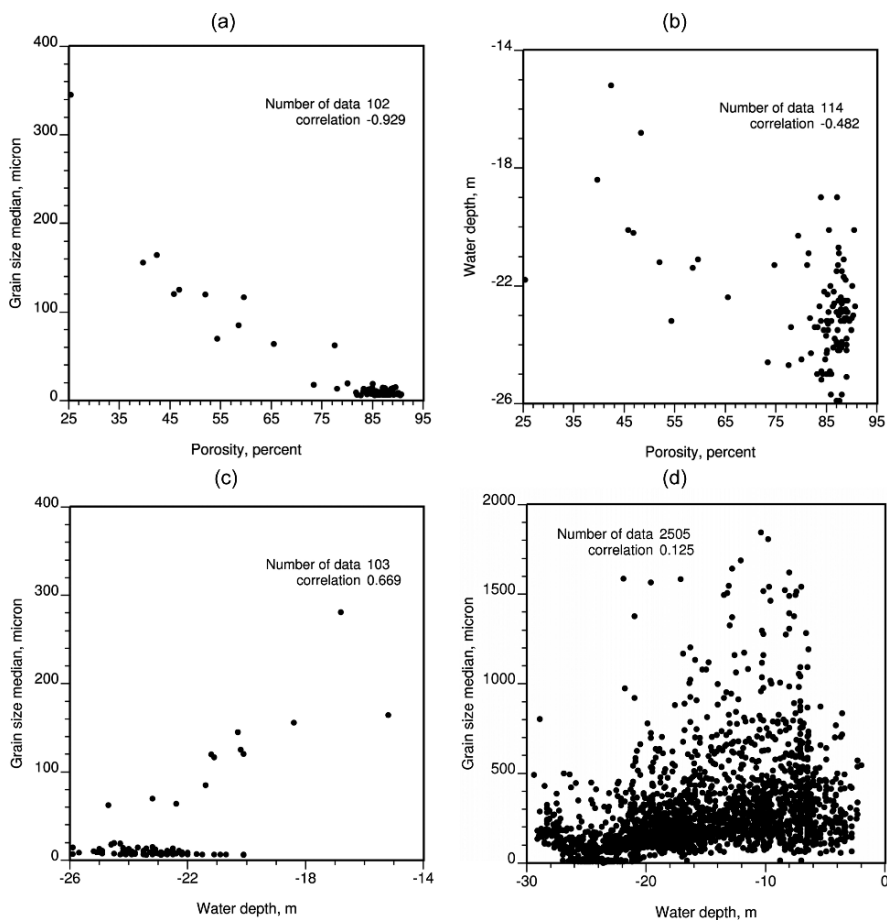 (a)
400
300
200
100
0
Grain size median, micron
Number of data 102
correlation -0.929
25 35 45 55 65 75 85 95
Porosity, percent
(b)
-14
-18
-22
-26
Water depth, m
Number of data 114
correlation -0.482
25 35 45 55 65 75 85 95
Porosity, percent
(c)
400
300
200
100
0
Grain size median, micron
Number of data 103
correlation 0.669
-26 -22 -18 -14
Water depth, m
(d)
2000
1500
1000
500
0
Grain size median, micron
Number of data 2505
correlation 0.125
-30 -20 -10 0
Water depth, m